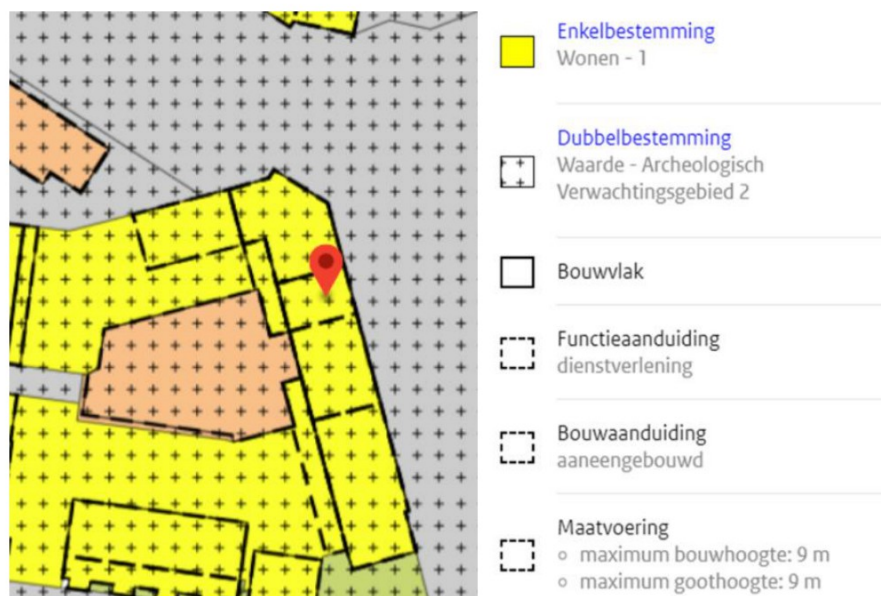 Enkelbestemming
Wonen - 1
Dubbelbestemming
Waarde - Archeologisch
Verwachtingsgebied 2
Bouwvlak
Functieaanduiding
dienstverlening
Bouwaanduiding
aaneengebouwd
Maatvoering
maximum bouwhoogte: 9 m
maximum goothoogte: 9 m